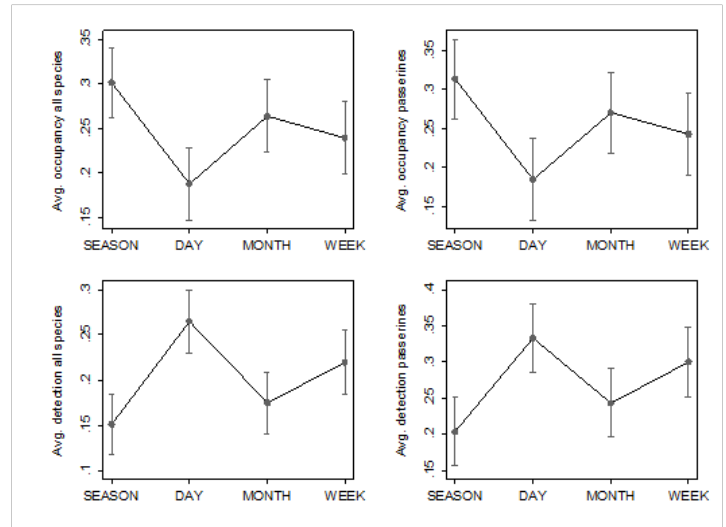 Avg. occupancy all species
.35
.3
.25
.2
.15
SEASON DAY MONTH WEEK
Avg. occupancy passerines
.35
.3
.25
.2
.15
SEASON DAY MONTH WEEK
Avg. detection all species
.3
.25
.2
.15
.1
SEASON DAY MONTH WEEK
Avg. detection passerines
.4
.35
.3
.25
.2
.15
SEASON DAY MONTH WEEK